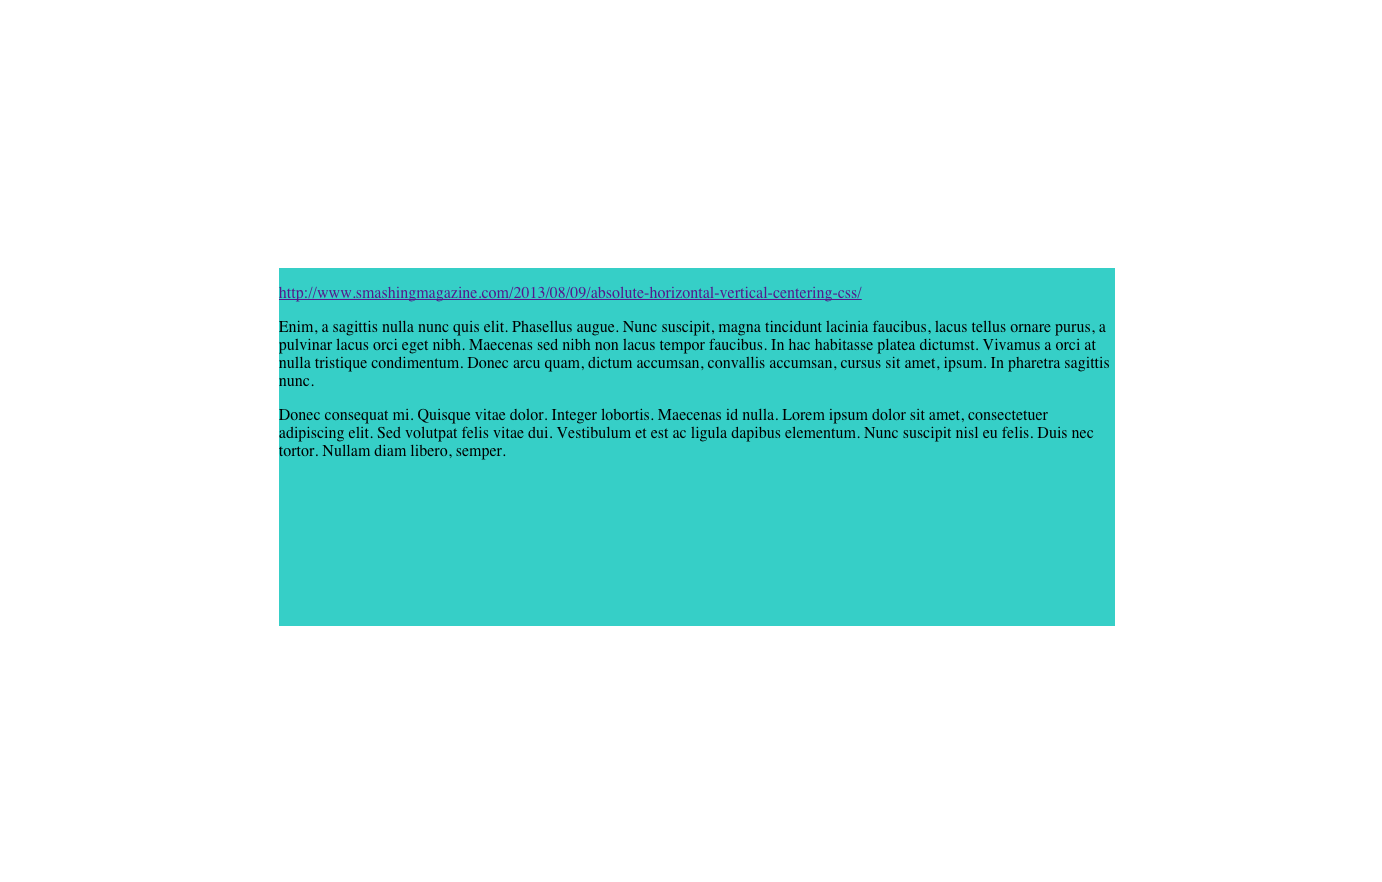 http://www.smashingmagazine.com/2013/08/09/absolute-horizontal-vertical-centering-css/
Enim, a sagittis nulla nunc quis elit. Phasellus augue. Nunc suscipit, magna tincidunt lacinia faucibus, lacus tellus ornare purus, a
pulvinar lacus orci eget nibh. Maecenas sed nibh non lacus tempor faucibus. In hac habitasse platea dictumst. Vivamus a orci at
nulla tristique condimentum. Donec arcu quam, dictum accumsan, convallis accumsan, cursus sit amet, ipsum. In pharetra sagittis
nunc.
Donec consequat mi. Quisque vitae dolor. Integer lobortis. Maecenas id nulla. Lorem ipsum dolor sit amet, consectetuer
adipiscing elit. Sed volutpat felis vitae dui. Vestibulum et est ac ligula dapibus elementum. Nunc suscipit nisl eu felis. Duis nec
tortor. Nullam diam libero, semper.